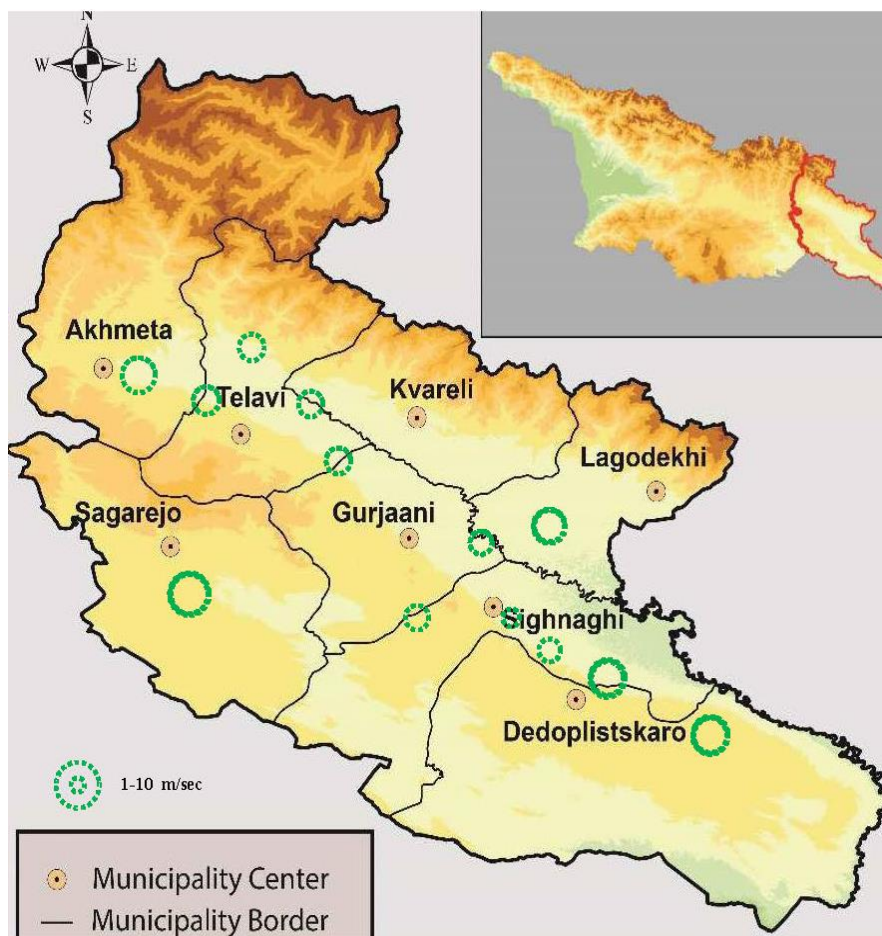 N
W E
S
Akhmeta
Telavi
Kvareli
Lagodekhi
Sagarejo
Gurjaani
Sighnaghi
Dedoplistskaro
1-10 m/sec
Municipality Center
Municipality Border